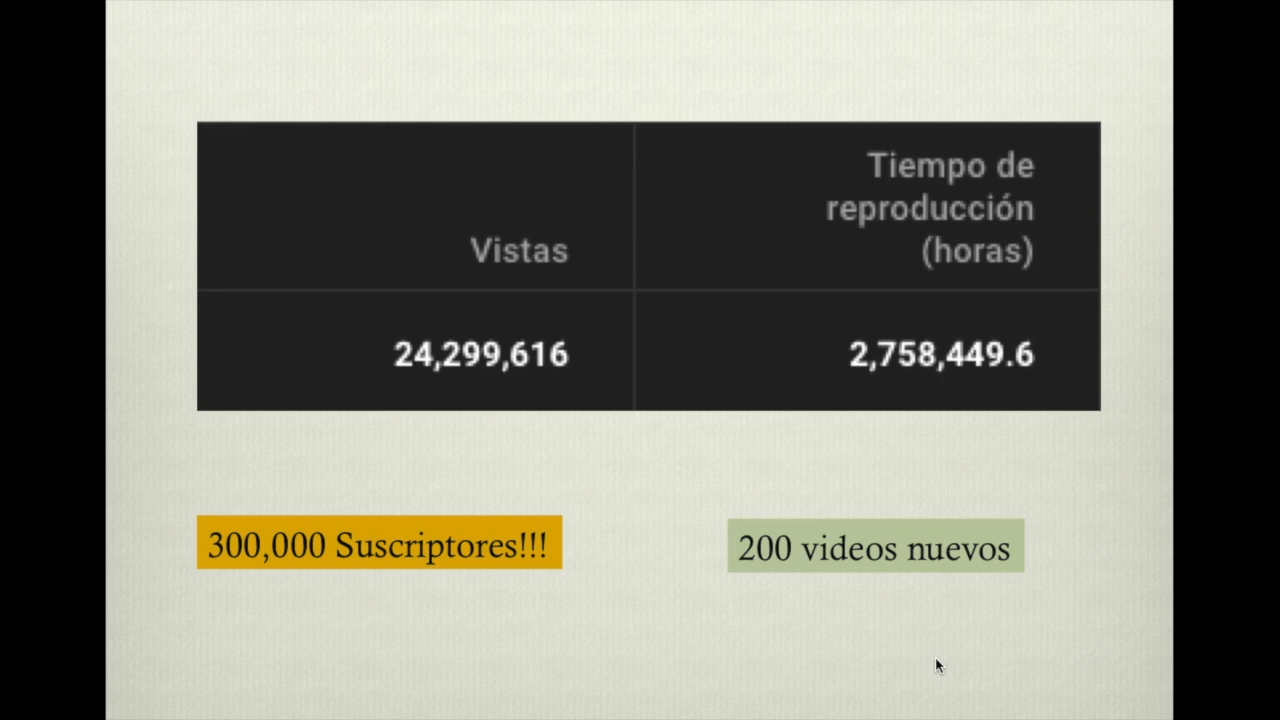 Vistas
Tiempo de
reproducción
(horas)
24,299,616
2,758,449.6
300,000 Suscriptores!!!
200 videos nuevos